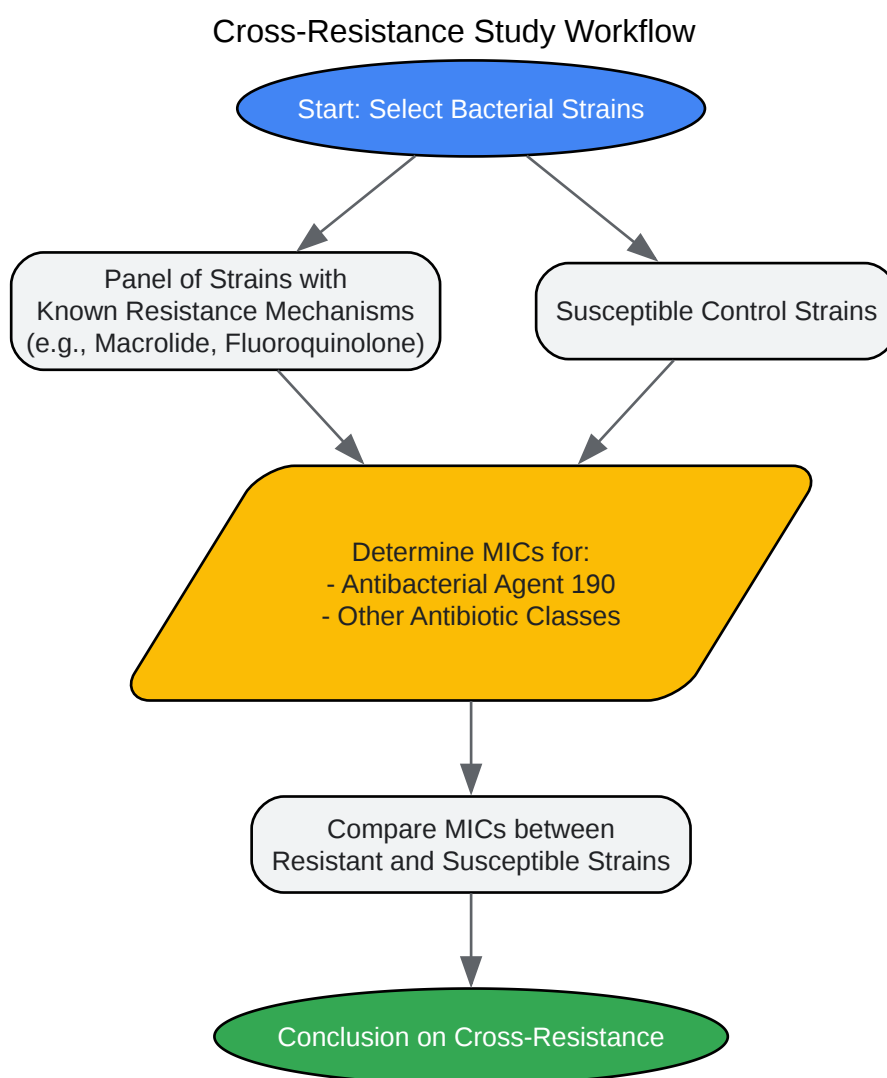 Cross-Resistance Study Workflow
Start: Select Bacterial Strains
Panel of Strains with
Known Resistance Mechanisms
(e.g., Macrolide, Fluoroquinolone)
Susceptible Control Strains
Determine MICs for:
- Antibacterial Agent 190
- Other Antibiotic Classes
Compare MICs between
Resistant and Susceptible Strains
Conclusion on Cross-Resistance